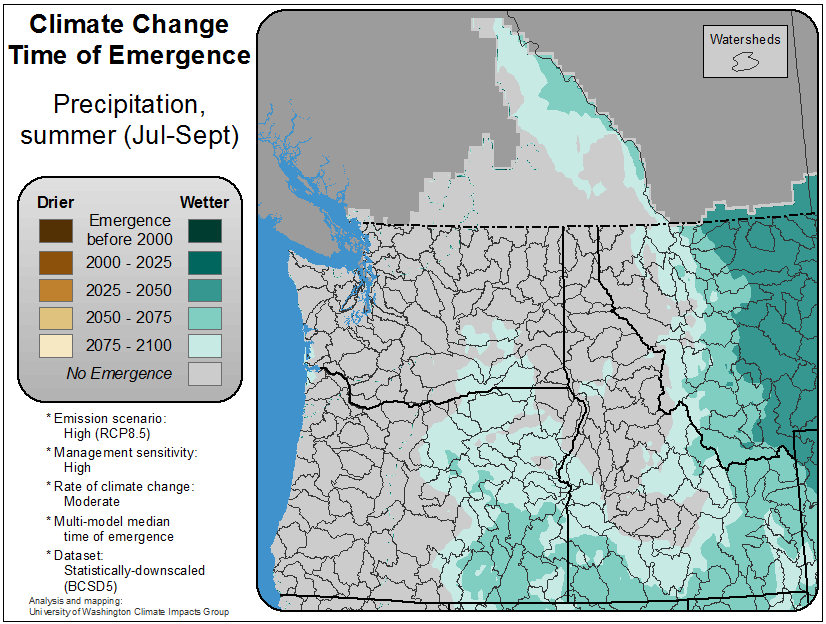 Climate Change
Time of Emergence
Precipitation,
summer (Jul-Sept)
Drier
Wetter
Emergence
before 2000
2000 - 2025
2025 - 2050
2050 - 2075
2075 - 2100
No Emergence
* Emission scenario:
High (RCP8.5)
* Management sensitivity:
High
* Rate of climate change:
Moderate
* Multi-model median
time of emergence
* Dataset:
Statistically-downscaled
(BCSD5)
Analysis and mapping:
University of Washington Climate Impacts Group
Watersheds